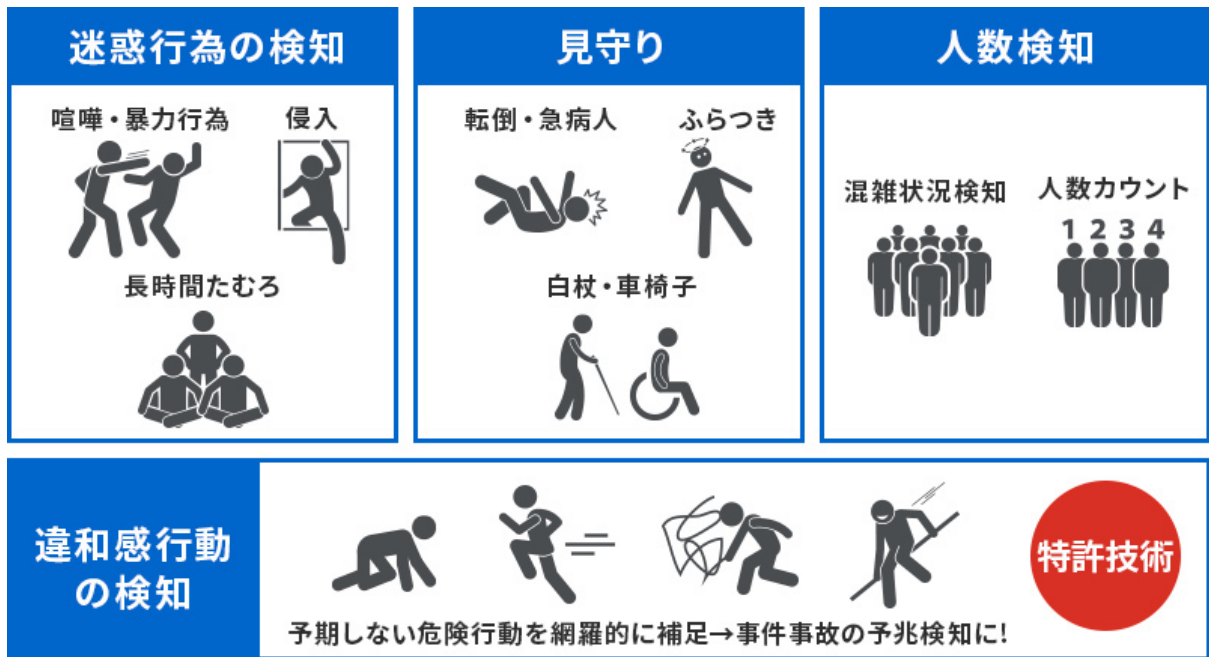 迷惑行為の検知
喧嘩・暴力行為
侵入
長時間たむろ
見守り
転倒・急病人
ふらつき
白杖・車椅子
人数検知
混雑状況検知
人数カウント
1 2 3 4
違和感行動
の検知
特許技術
予期しない危険行動を網羅的に補足→事件事故の予兆検知に!